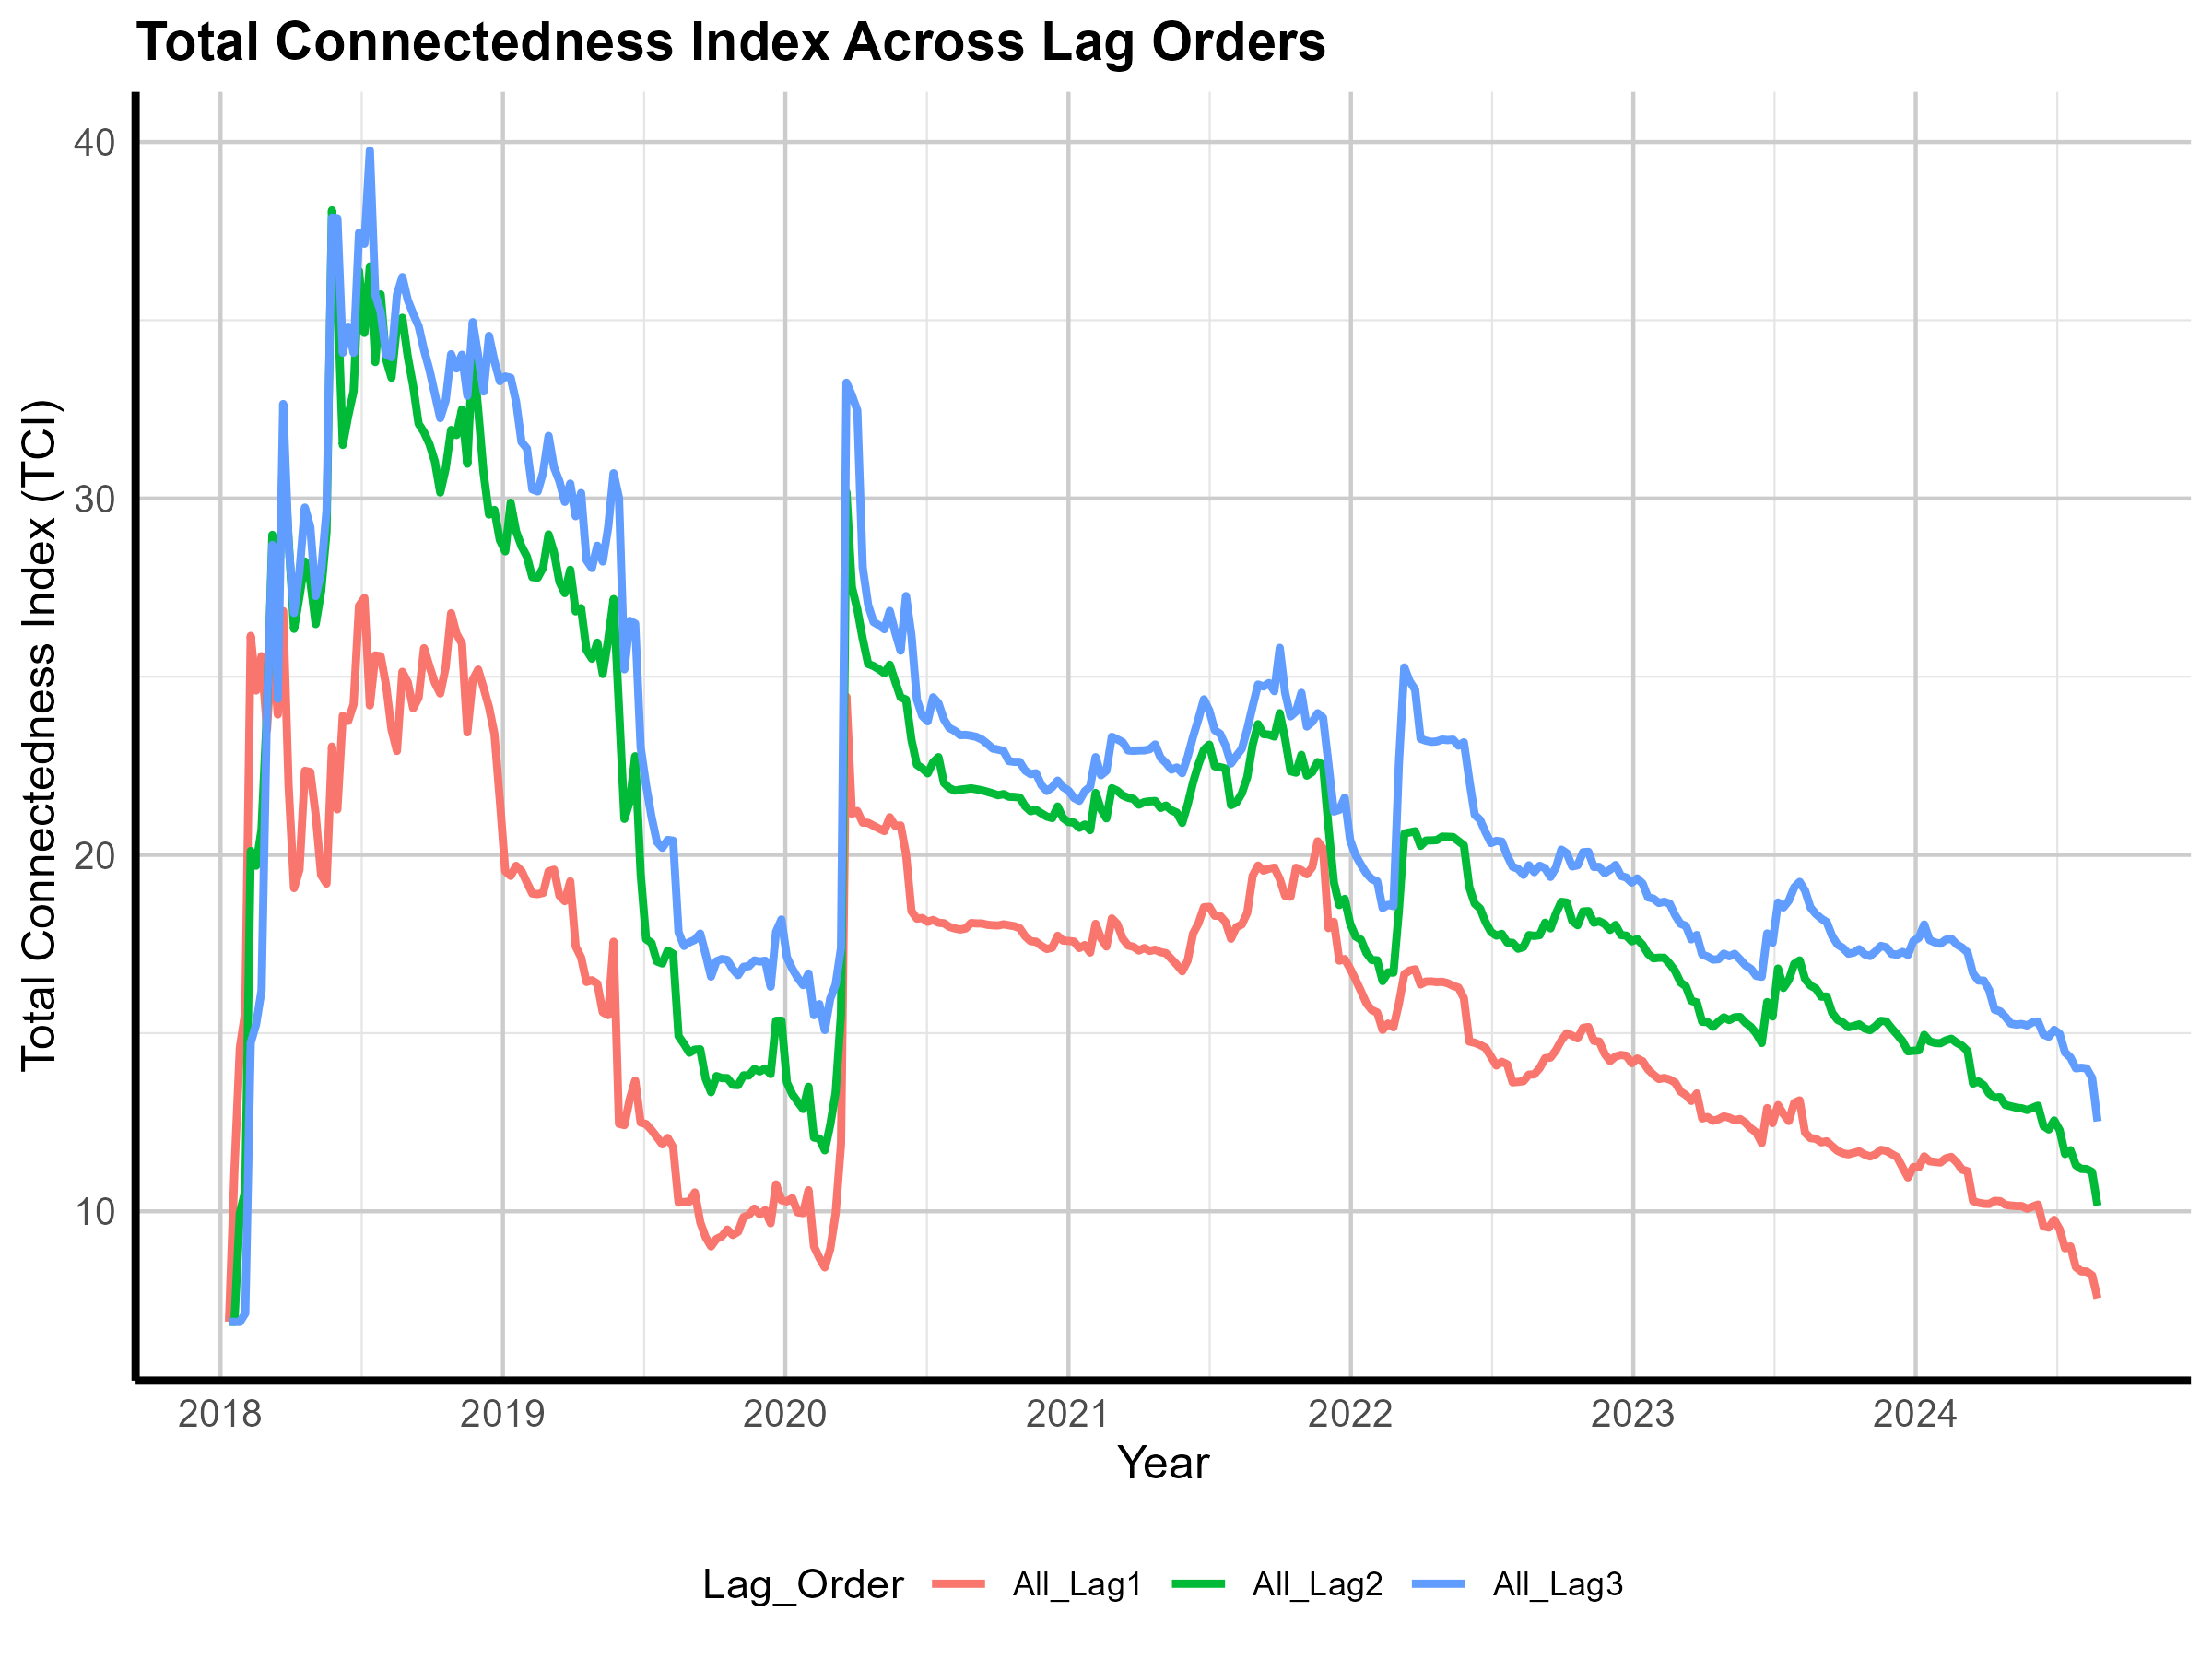 Total Connectedness Index Across Lag Orders
Total Connectedness Index (TCI)
40
30
20
10
2018 2019 2020 2021 2022 2023 2024
Year
Lag_Order All_Lag1 All_Lag2 All_Lag3